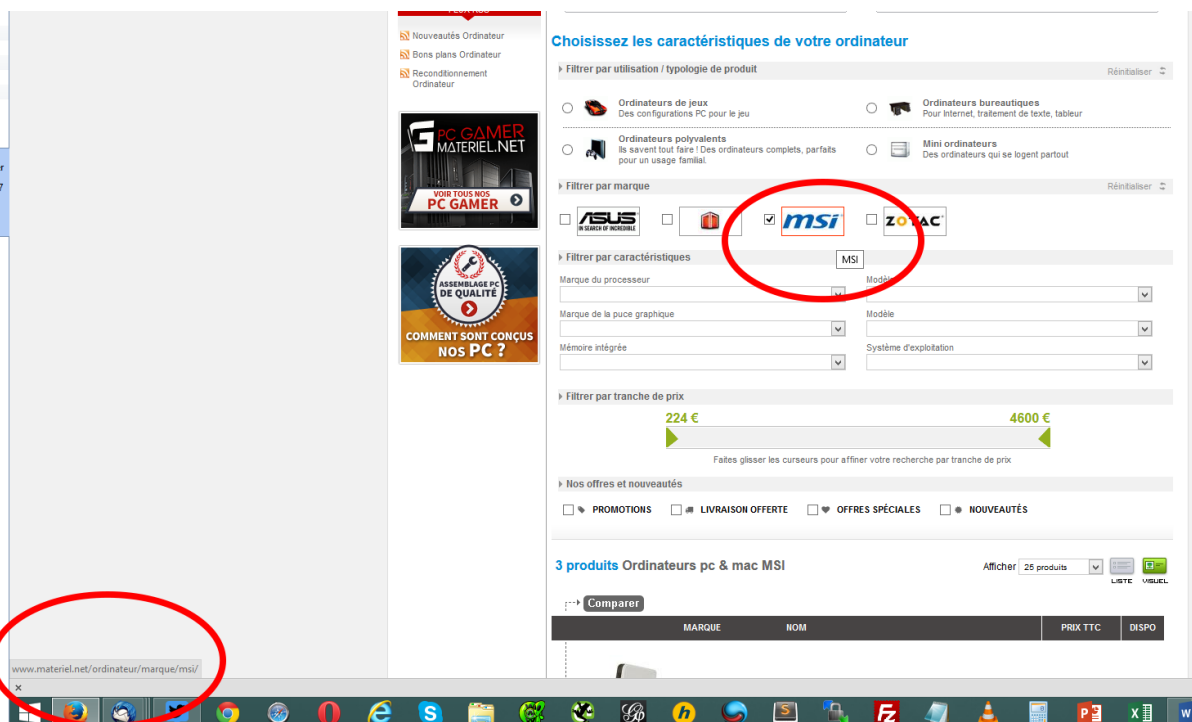 FLUX RSS
Nouveautés Ordinateur
Bons plans Ordinateur
Reconditionnement
Ordinateur
PC GAMER
MATERIEL.NET
VOIR TOUS NOS
PC GAMER
ASSEMBLAGE PC
DE QUALITÉ
COMMENT SONT CONÇUS
NOS PC ?
er
7
Choisissez les caractéristiques de votre ordinateur
Filtrer par utilisation / typologie de produit
Réinitialiser
Ordinateurs de jeux
Des configurations PC pour le jeu
Ordinateurs bureautiques
Pour Internet, traitement de texte, tableur
Ordinateurs polyvalents
Ils savent tout faire ! Des ordinateurs complets, parfaits
pour un usage familial.
Mini ordinateurs
Des ordinateurs qui se logent partout
Filtrer par marque
Réinitialiser
ASUS
IN SEARCH OF INCREDIBLE
msi
ZOTAC
MSI
Filtrer par caractéristiques
Marque du processeur
Modèle
Marque de la puce graphique
Modèle
Mémoire intégrée
Système d'exploitation
Filtrer par tranche de prix
224 €
4600 €
Faites glisser les curseurs pour affiner votre recherche par tranche de prix
Nos offres et nouveautés
PROMOTIONS
LIVRAISON OFFERTE
OFFRES SPÉCIALES
NOUVEAUTÉS
3 produits Ordinateurs pc & mac MSI
Afficher 25 produits
LISTE VISUEL
Comparer
MARQUE NOM PRIX TTC DISPO
www.materiel.net/ordinateur/marque/msi/